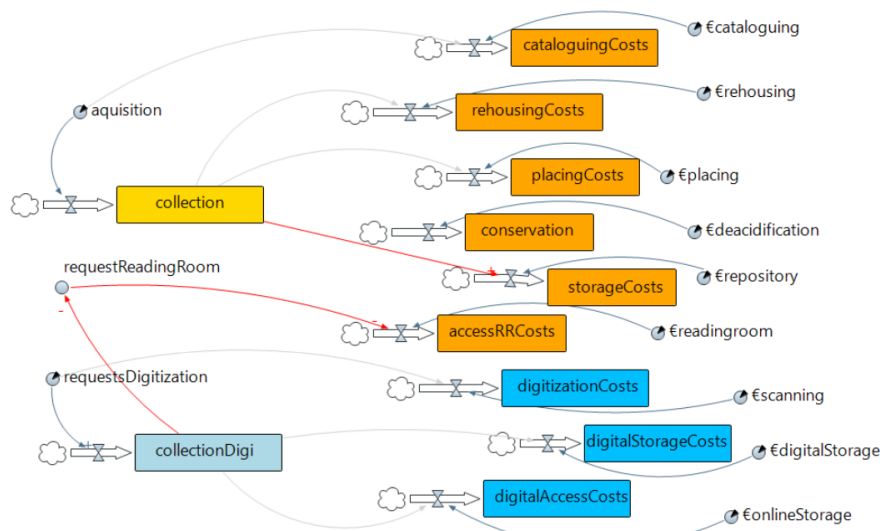 €cataloguing
cataloguingCosts
€rehousing
aquisition
rehousingCosts
placingCosts
€placing
collection
conservation
€deacidification
requestReadingRoom
+
€repository
storageCosts
-
-
accessRRCosts
€readingroom
requestsDigitization
digitizationCosts
€scanning
+
collectionDigi
digitalStorageCosts
€digitalStorage
digitalAccessCosts
€onlineStorage